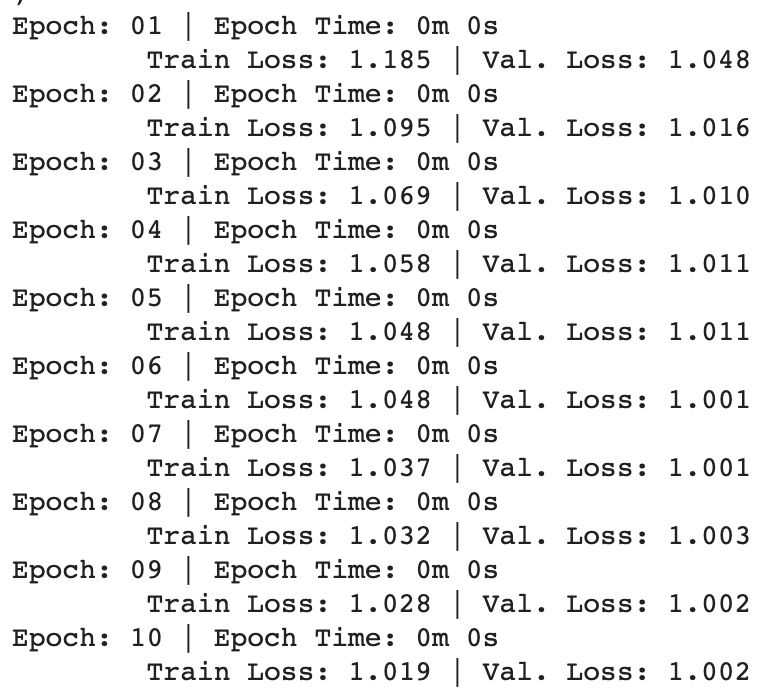 Epoch: 01 | Epoch Time: 0m 0s
Train Loss: 1.185 | Val. Loss: 1.048
Epoch: 02 | Epoch Time: 0m 0s
Train Loss: 1.095 | Val. Loss: 1.016
Epoch: 03 | Epoch Time: 0m 0s
Train Loss: 1.069 | Val. Loss: 1.010
Epoch: 04 | Epoch Time: 0m 0s
Train Loss: 1.058 | Val. Loss: 1.011
Epoch: 05 | Epoch Time: 0m 0s
Train Loss: 1.048 | Val. Loss: 1.011
Epoch: 06 | Epoch Time: 0m 0s
Train Loss: 1.048 | Val. Loss: 1.001
Epoch: 07 | Epoch Time: 0m 0s
Train Loss: 1.037 | Val. Loss: 1.001
Epoch: 08 | Epoch Time: 0m 0s
Train Loss: 1.032 | Val. Loss: 1.003
Epoch: 09 | Epoch Time: 0m 0s
Train Loss: 1.028 | Val. Loss: 1.002
Epoch: 10 | Epoch Time: 0m 0s
Train Loss: 1.019 | Val. Loss: 1.002